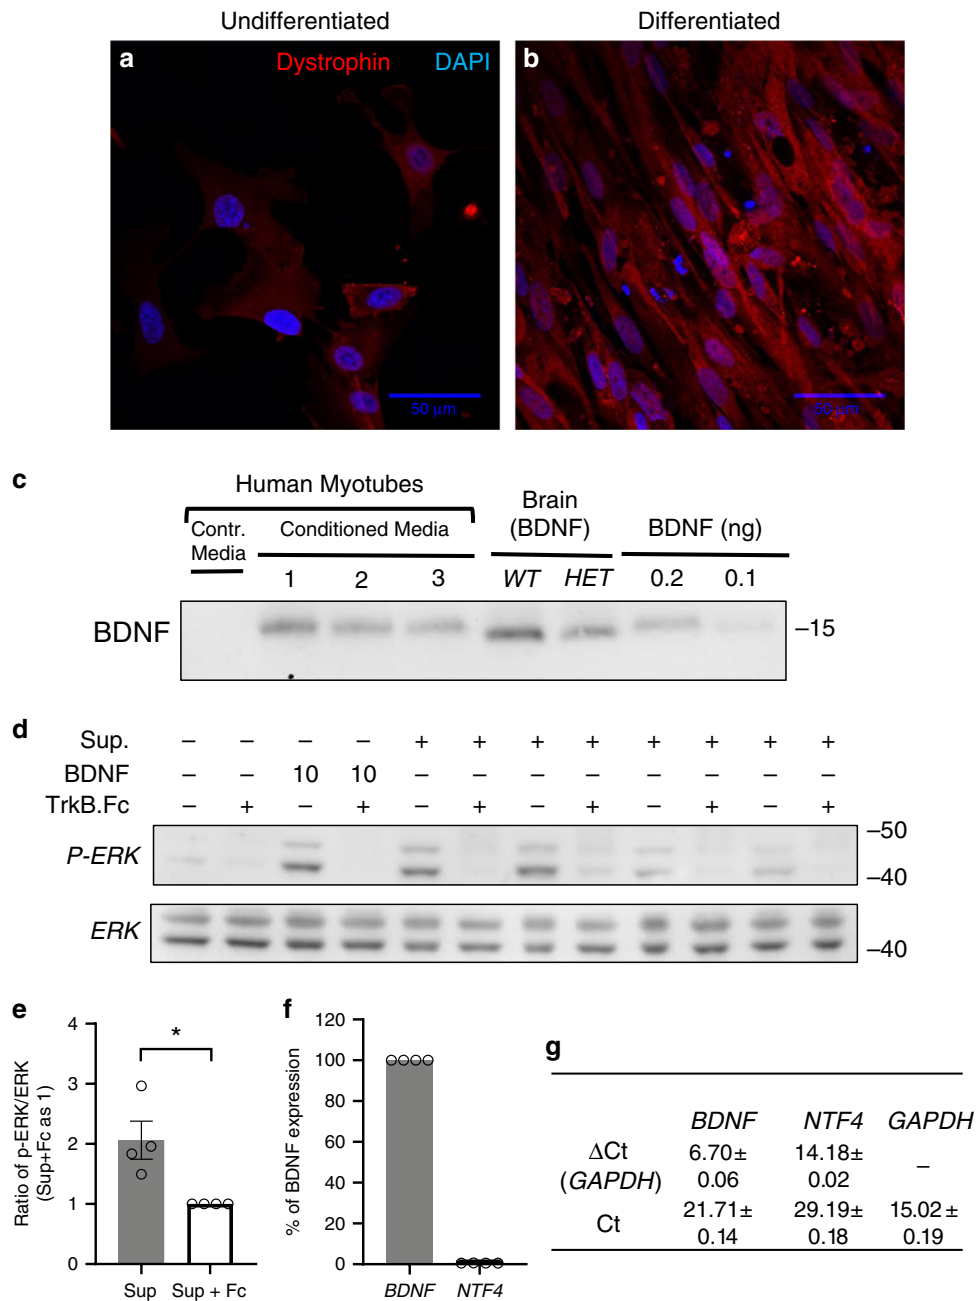 Undifferentiated
Differentiated
a
Dystrophin
DAPI
b
50 µm
50 µm
c
Human Myotubes
Contr. Media
Conditioned Media
Brain (BDNF)
BDNF (ng)
1 2 3 WT HET 0.2 0.1
BDNF
–15
d
Sup. – – – – + + + + + + + +
BDNF – – 10 10 – – – – – – – –
TrkB.Fc – + – + – + – + – + – +
P-ERK
–50
–40
ERK
–40
e
Ratio of p-ERK/ERK
(Sup+Fc as 1)
4
3
2
1
0
*
Sup
Sup + Fc
f
% of BDNF expression
120
100
80
60
40
20
0
BDNF
NTF4
g
BDNF NTF4 GAPDH
ΔCt (GAPDH) 6.70± 0.06 14.18± 0.02 –
Ct 21.71± 0.14 29.19± 0.18 15.02± 0.19